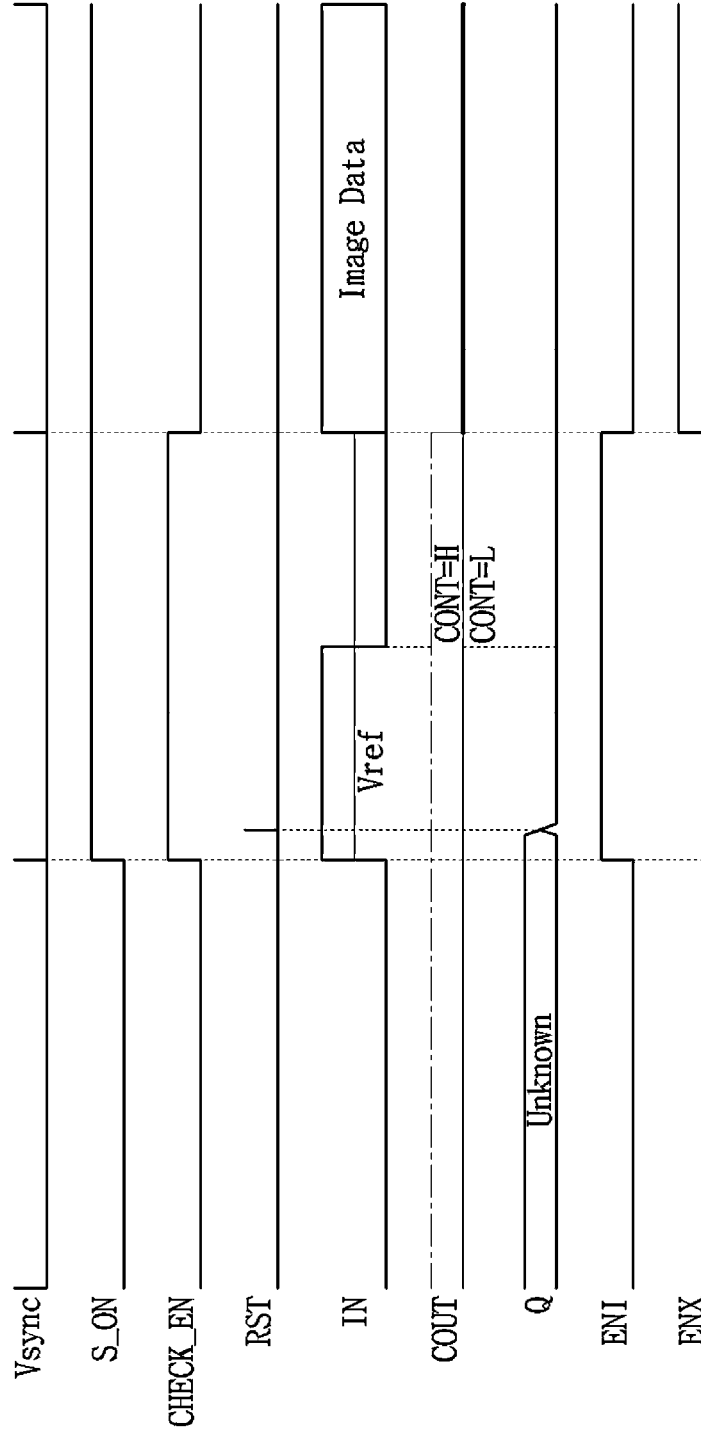 Vsync
S_ON
CHECK_EN
RST
IN
Vref
Image Data
COUT
CONT=H
CONT=L
Q
Unknown
ENI
ENX